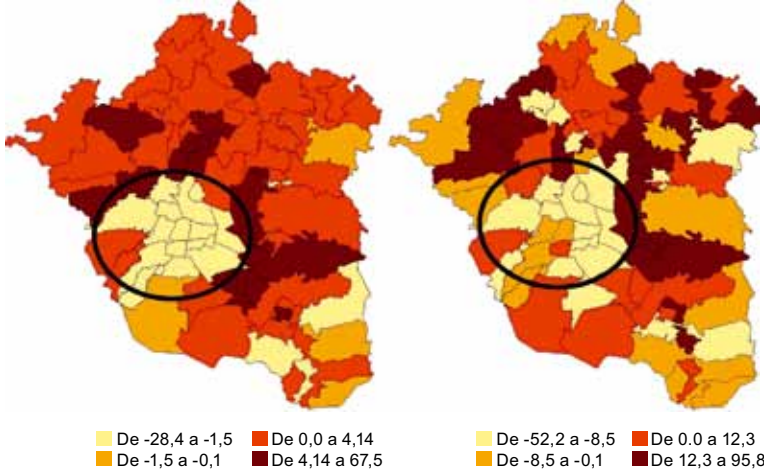 De -28,4 a -1,5 De 0,0 a 4,14
De -1,5 a -0,1 De 4,14 a 67,5
De -52,2 a -8,5 De 0.0 a 12,3
De -8,5 a -0,1 De 12,3 a 95,8